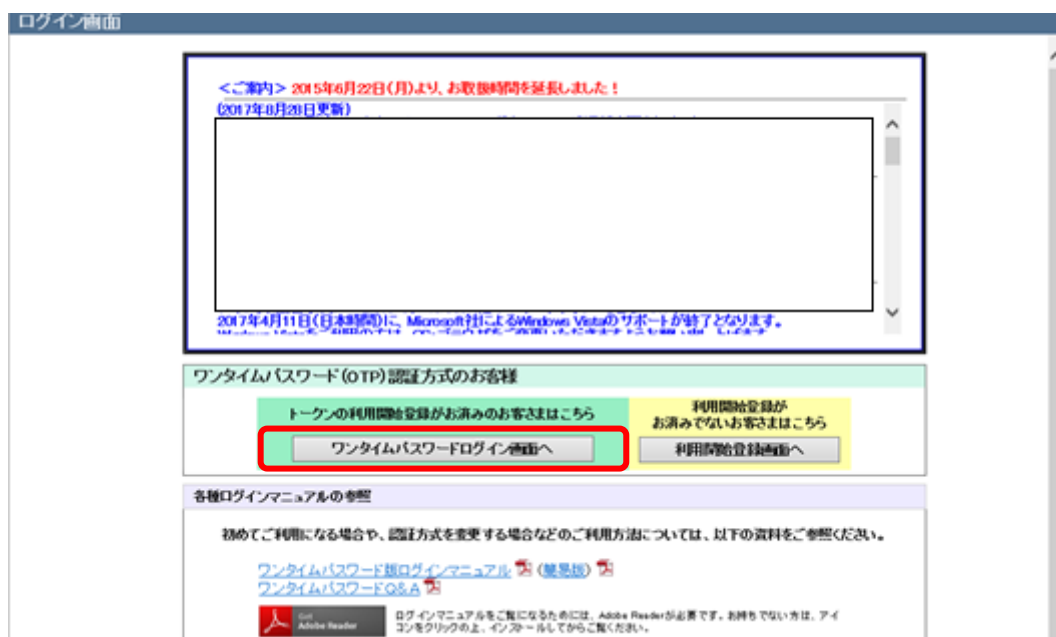 ログイン画面
<ご案内> 2015年6月22日(月)より、お取扱時間を延長しました!
(2017年8月28日更新)
2017年4月11日(日本時間)に、Microsoft社によるWindows Vistaのサポートが終了となります。
ワンタイムパスワード(OTP)認証方式のお客様
トークンの利用開始登録がお済みのお客さまはこちら
ワンタイムパスワードログイン画面へ
利用開始登録が
お済みでないお客さまはこちら
利用開始登録画面へ
各種ログインマニュアルの参照
初めてご利用になる場合や、認証方式を変更する場合などのご利用方法については、以下の資料をご参照ください。
ワンタイムパスワード版ログインマニュアル (簡易版)
ワンタイムパスワードQ&A
Get
Adobe Reader
ログインマニュアルをご覧になるためには、Adobe Readerが必要です。お持ちでない方は、アイ
コンをクリックの上、インストールしてからご覧ください。